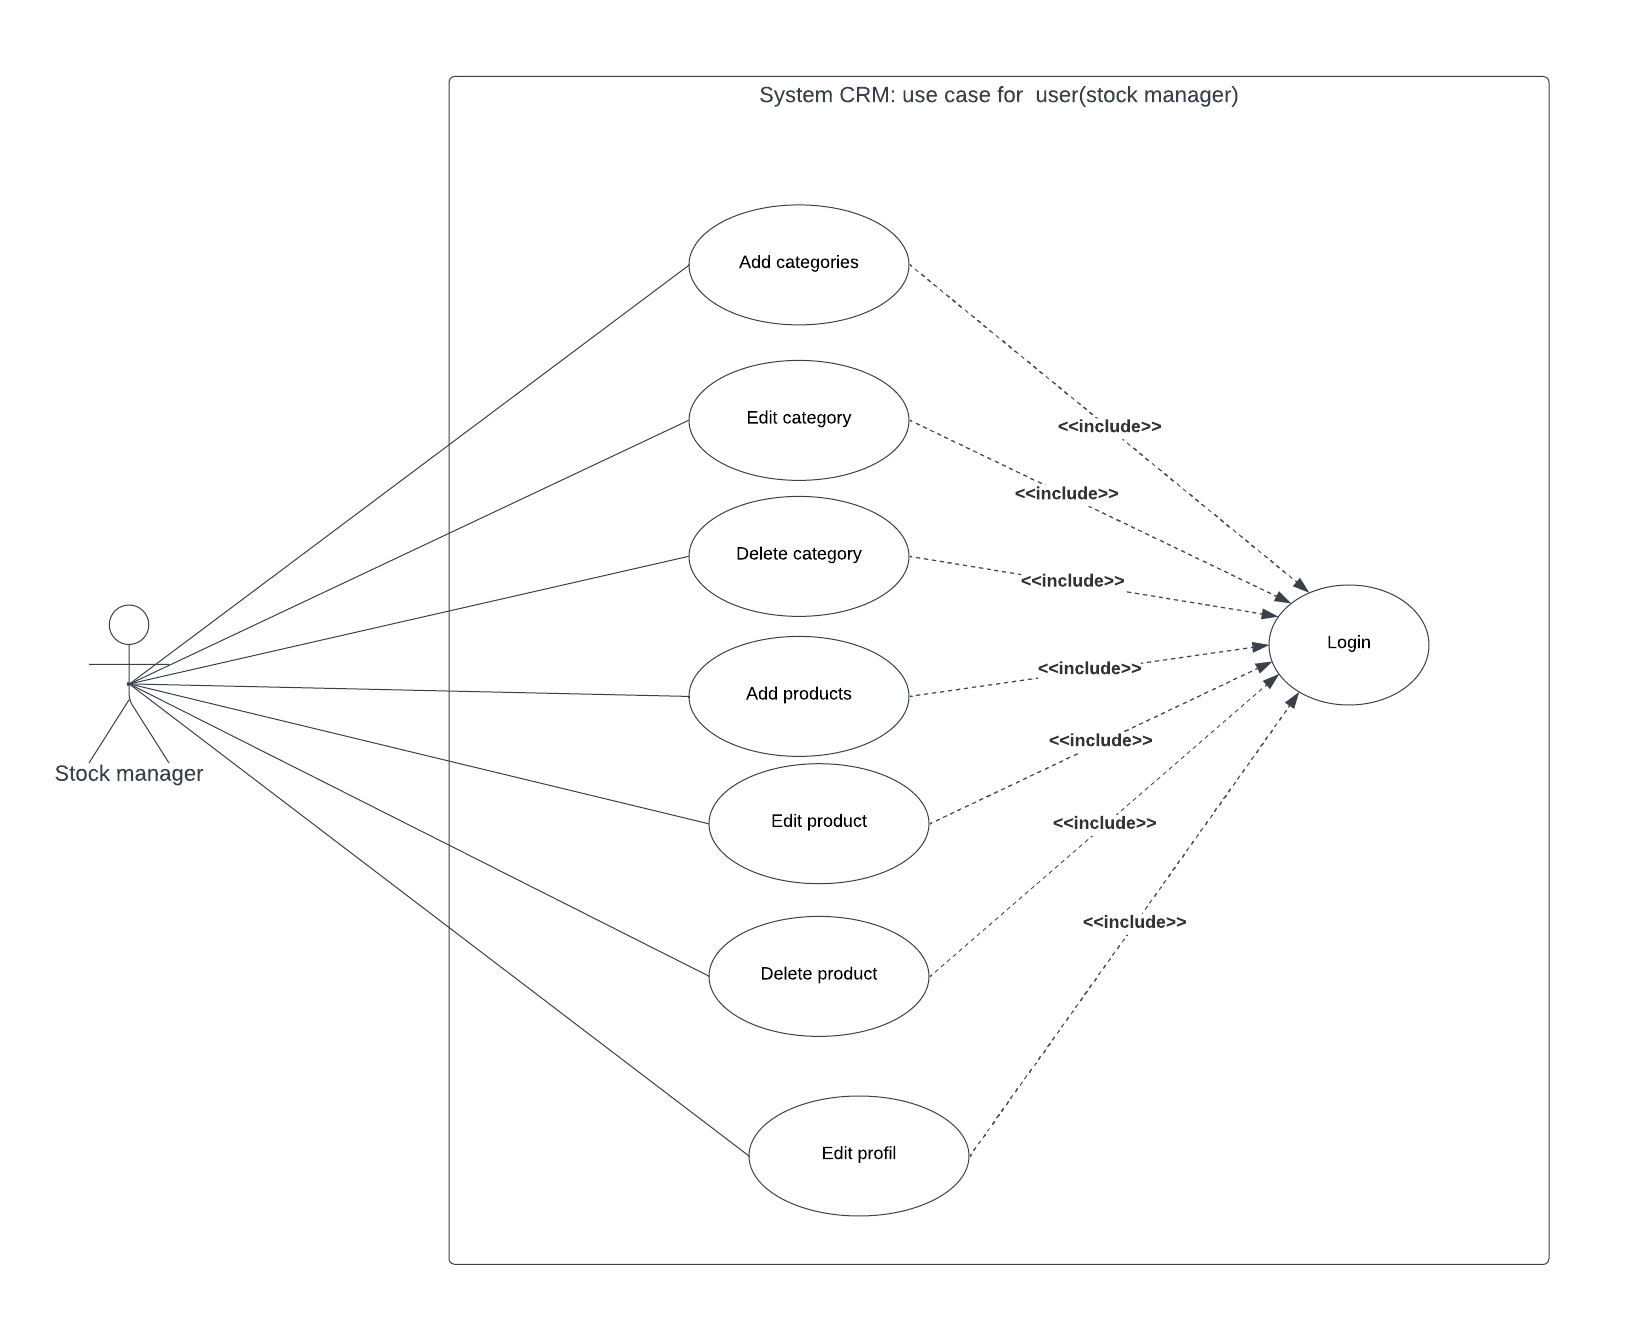 System CRM: use case for  user(stock manager)
Add categories
<<include>>
Edit category
<<include>>
Delete category
<<include>>
Login
Add products
<<include>>
Stock manager
Edit product
<<include>>
<<include>>
Delete product
<<include>>
Edit profil